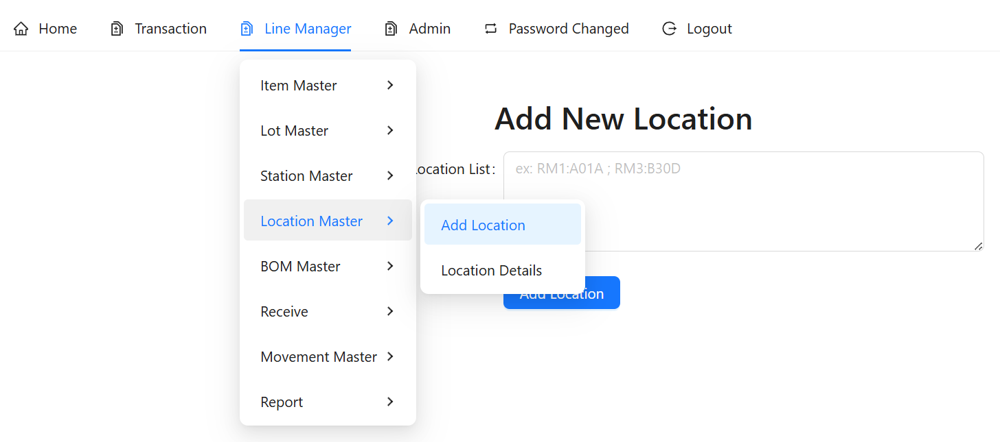 Home Transaction Line Manager Admin Password Changed Logout
Item Master
Lot Master
Station Master
Location Master
BOM Master
Receive
Movement Master
Report
Add Location
Location Details
Add New Location
Location List:
ex: RM1:A01A ; RM3:B30D
Add Location